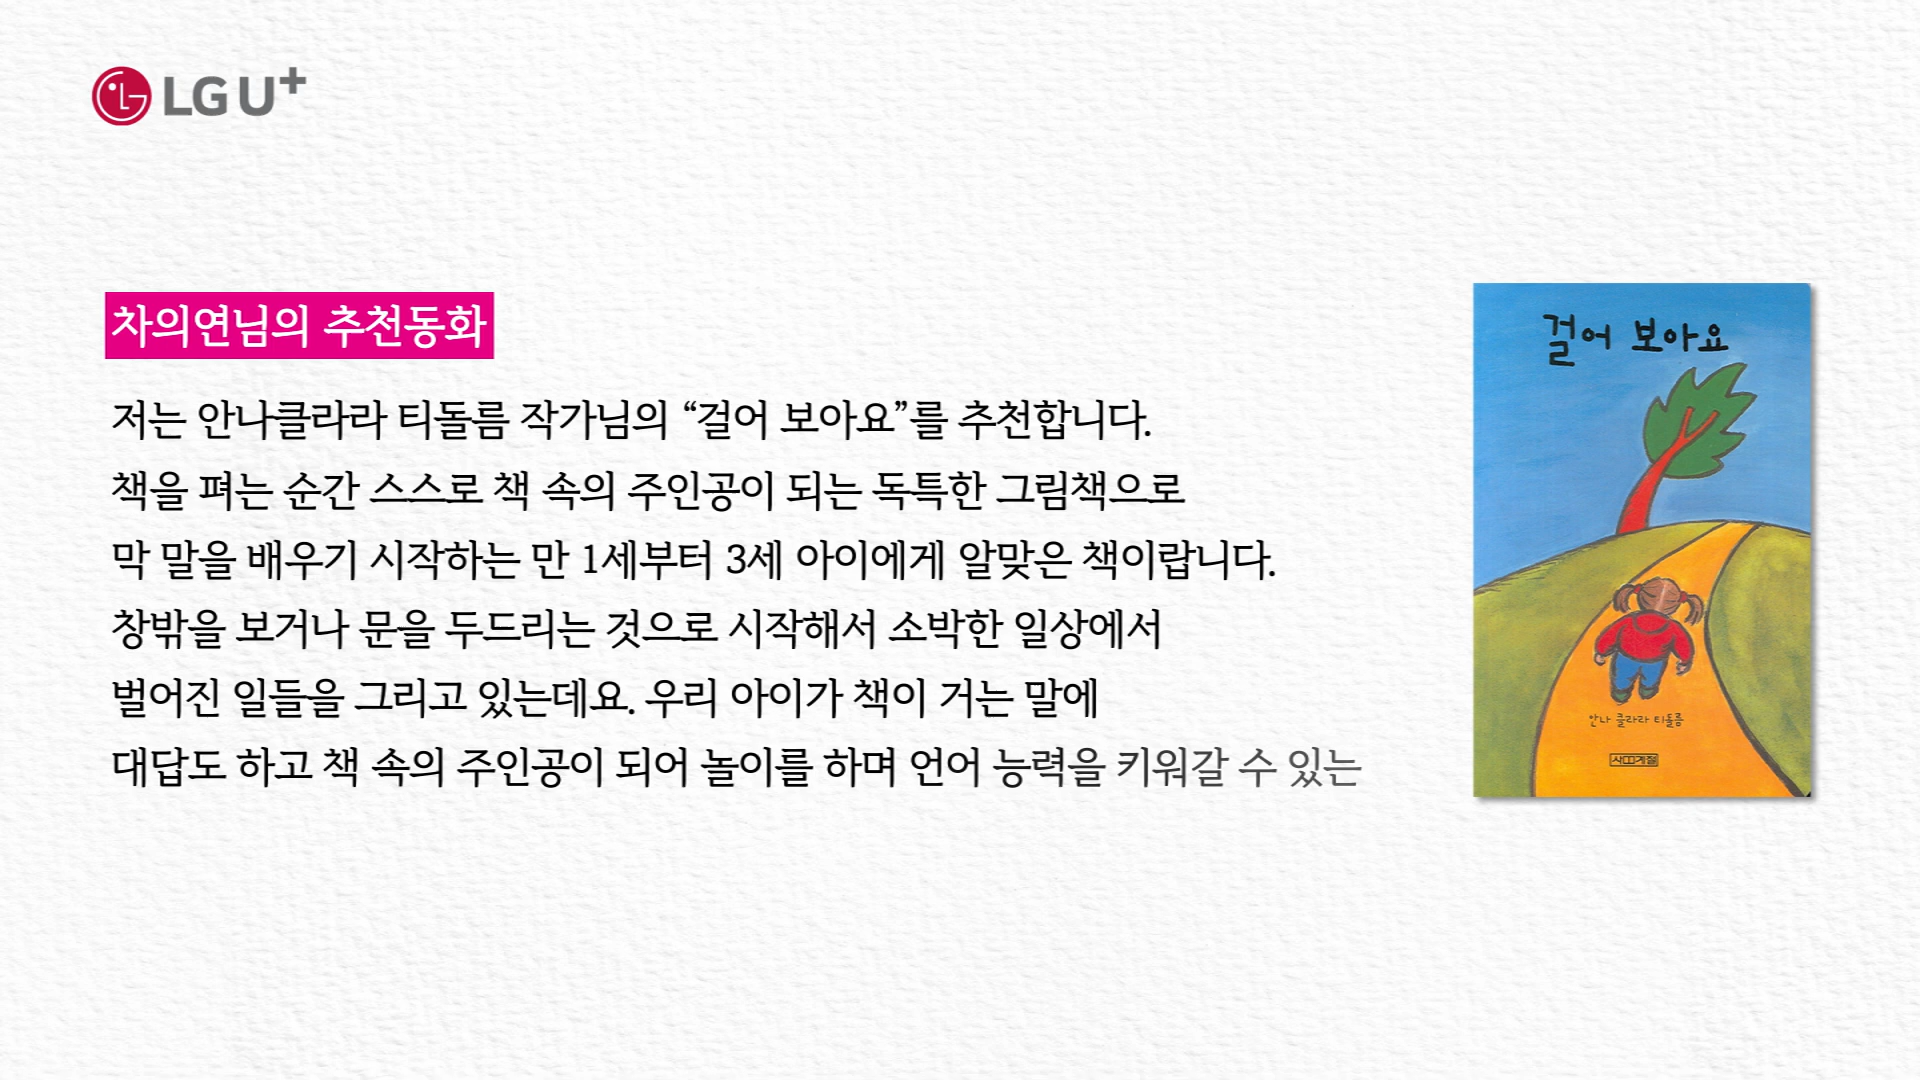 LG U+
차의연님의 추천동화
저는 안나클라라 티돌름 작가님의 “걸어 보아요”를 추천합니다.
책을 펴는 순간 스스로 책 속의 주인공이 되는 독특한 그림책으로
막 말을 배우기 시작하는 만 1세부터 3세 아이에게 알맞은 책이랍니다.
창밖을 보거나 문을 두드리는 것으로 시작해서 소박한 일상에서
벌어진 일들을 그리고 있는데요. 우리 아이가 책이 거는 말에
대답도 하고 책 속의 주인공이 되어 놀이를 하며 언어 능력을 키워갈 수 있는
걸어 보아요
안나 클라라 티돌름
사계절